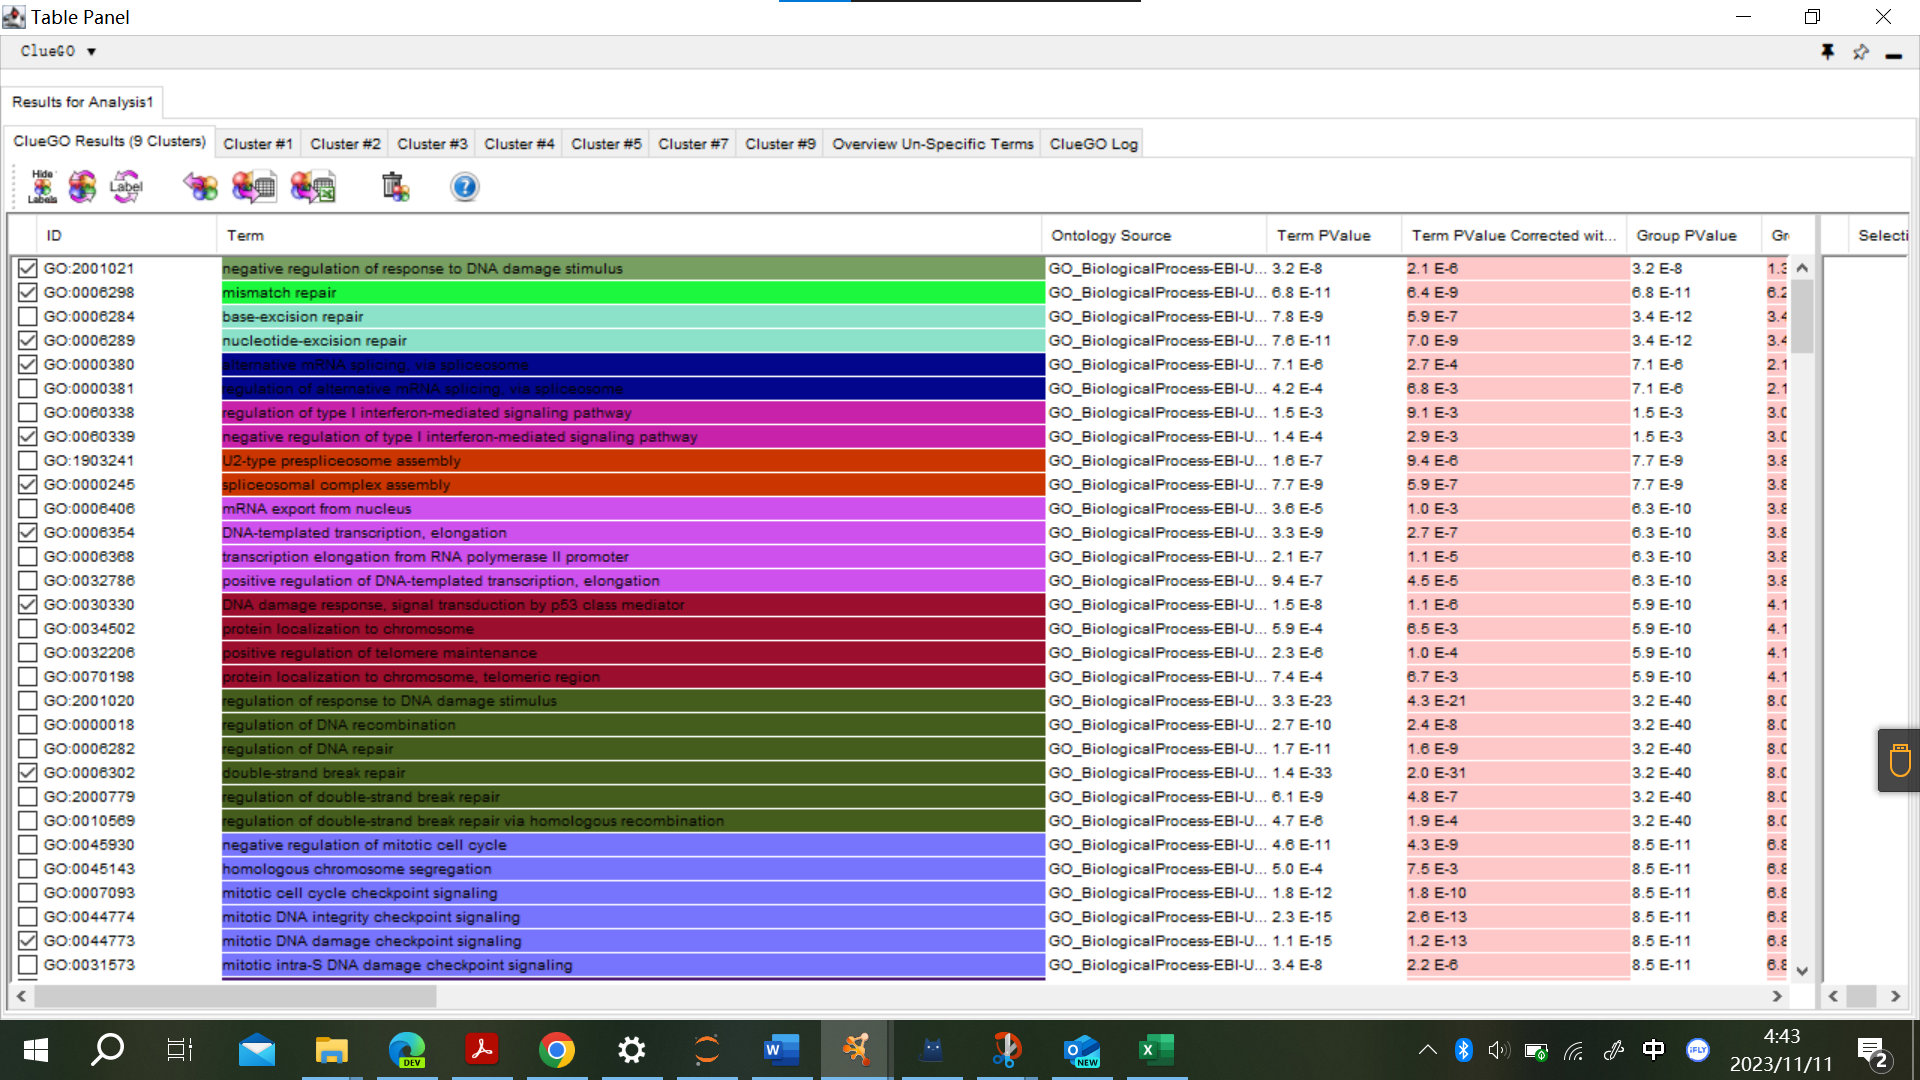 Table Panel
ClueGO
Results for Analysis1
ClueGO Results (9 Clusters) Cluster #1 Cluster #2 Cluster #3 Cluster #4 Cluster #5 Cluster #7 Cluster #9 Overview Un-Specific Terms ClueGO Log
Hide Labels Label
ID Term Ontology Source Term PValue Term PValue Corrected wit... Group PValue Gr Selecti
GO:2001021 negative regulation of response to DNA damage stimulus GO_BiologicalProcess-EBI-U... 3.2 E-8 2.1 E-6 3.2 E-8 1.3
GO:0006298 mismatch repair GO_BiologicalProcess-EBI-U... 6.8 E-11 6.4 E-9 6.8 E-11 6.2
GO:0006284 base-excision repair GO_BiologicalProcess-EBI-U... 7.8 E-9 5.9 E-7 3.4 E-12 3.4
GO:0006289 nucleotide-excision repair GO_BiologicalProcess-EBI-U... 7.6 E-11 7.0 E-9 3.4 E-12 3.4
GO:0000380 alternative mRNA splicing, via spliceosome GO_BiologicalProcess-EBI-U... 7.1 E-6 2.7 E-4 7.1 E-6 2.1
GO:0000381 regulation of alternative mRNA splicing, via spliceosome GO_BiologicalProcess-EBI-U... 4.2 E-4 6.8 E-3 7.1 E-6 2.1
GO:0060338 regulation of type I interferon-mediated signaling pathway GO_BiologicalProcess-EBI-U... 1.5 E-3 9.1 E-3 1.5 E-3 3.0
GO:0060339 negative regulation of type I interferon-mediated signaling pathway GO_BiologicalProcess-EBI-U... 1.4 E-4 2.9 E-3 1.5 E-3 3.0
GO:1903241 U2-type prespliceosome assembly GO_BiologicalProcess-EBI-U... 1.6 E-7 9.4 E-6 7.7 E-9 3.8
GO:0000245 spliceosomal complex assembly GO_BiologicalProcess-EBI-U... 7.7 E-9 5.9 E-7 7.7 E-9 3.8
GO:0006406 mRNA export from nucleus GO_BiologicalProcess-EBI-U... 3.6 E-5 1.0 E-3 6.3 E-10 3.8
GO:0006354 DNA-templated transcription, elongation GO_BiologicalProcess-EBI-U... 3.3 E-9 2.7 E-7 6.3 E-10 3.8
GO:0006368 transcription elongation from RNA polymerase II promoter GO_BiologicalProcess-EBI-U... 2.1 E-7 1.1 E-5 6.3 E-10 3.8
GO:0032786 positive regulation of DNA-templated transcription, elongation GO_BiologicalProcess-EBI-U... 9.4 E-7 4.5 E-5 6.3 E-10 3.8
GO:0030330 DNA damage response, signal transduction by p53 class mediator GO_BiologicalProcess-EBI-U... 1.5 E-8 1.1 E-6 5.9 E-10 4.1
GO:0034502 protein localization to chromosome GO_BiologicalProcess-EBI-U... 5.9 E-4 6.5 E-3 5.9 E-10 4.1
GO:0032206 positive regulation of telomere maintenance GO_BiologicalProcess-EBI-U... 2.3 E-6 1.0 E-4 5.9 E-10 4.1
GO:0070198 protein localization to chromosome, telomeric region GO_BiologicalProcess-EBI-U... 7.4 E-4 6.7 E-3 5.9 E-10 4.1
GO:2001020 regulation of response to DNA damage stimulus GO_BiologicalProcess-EBI-U... 3.3 E-23 4.3 E-21 3.2 E-40 8.0
GO:0000018 regulation of DNA recombination GO_BiologicalProcess-EBI-U... 2.7 E-10 2.4 E-8 3.2 E-40 8.0
GO:0006282 regulation of DNA repair GO_BiologicalProcess-EBI-U... 1.7 E-11 1.6 E-9 3.2 E-40 8.0
GO:0006302 double-strand break repair GO_BiologicalProcess-EBI-U... 1.4 E-33 2.0 E-31 3.2 E-40 8.0
GO:2000779 regulation of double-strand break repair GO_BiologicalProcess-EBI-U... 6.1 E-9 4.8 E-7 3.2 E-40 8.0
GO:0010569 regulation of double-strand break repair via homologous recombination GO_BiologicalProcess-EBI-U... 4.7 E-6 1.9 E-4 3.2 E-40 8.0
GO:0045930 negative regulation of mitotic cell cycle GO_BiologicalProcess-EBI-U... 4.6 E-11 4.3 E-9 8.5 E-11 6.8
GO:0045143 homologous chromosome segregation GO_BiologicalProcess-EBI-U... 5.0 E-4 7.5 E-3 8.5 E-11 6.8
GO:0007093 mitotic cell cycle checkpoint signaling GO_BiologicalProcess-EBI-U... 1.8 E-12 1.8 E-10 8.5 E-11 6.8
GO:0044774 mitotic DNA integrity checkpoint signaling GO_BiologicalProcess-EBI-U... 2.3 E-15 2.6 E-13 8.5 E-11 6.8
GO:0044773 mitotic DNA damage checkpoint signaling GO_BiologicalProcess-EBI-U... 1.1 E-15 1.2 E-13 8.5 E-11 6.8
GO:0031573 mitotic intra-S DNA damage checkpoint signaling GO_BiologicalProcess-EBI-U... 3.4 E-8 2.2 E-6 8.5 E-11 6.8
DEV W NEW X 中 iFLY 4:43 2
2023/11/11